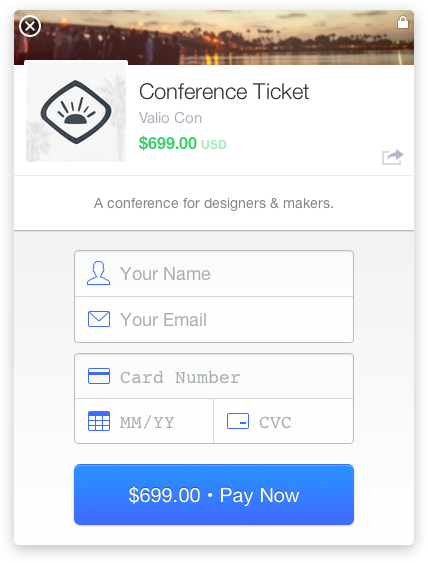 Conference Ticket
Valio Con
$699.00 USD
A conference for designers & makers.
Your Name
Your Email
Card Number
MM/YY CVC
$699.00 • Pay Now